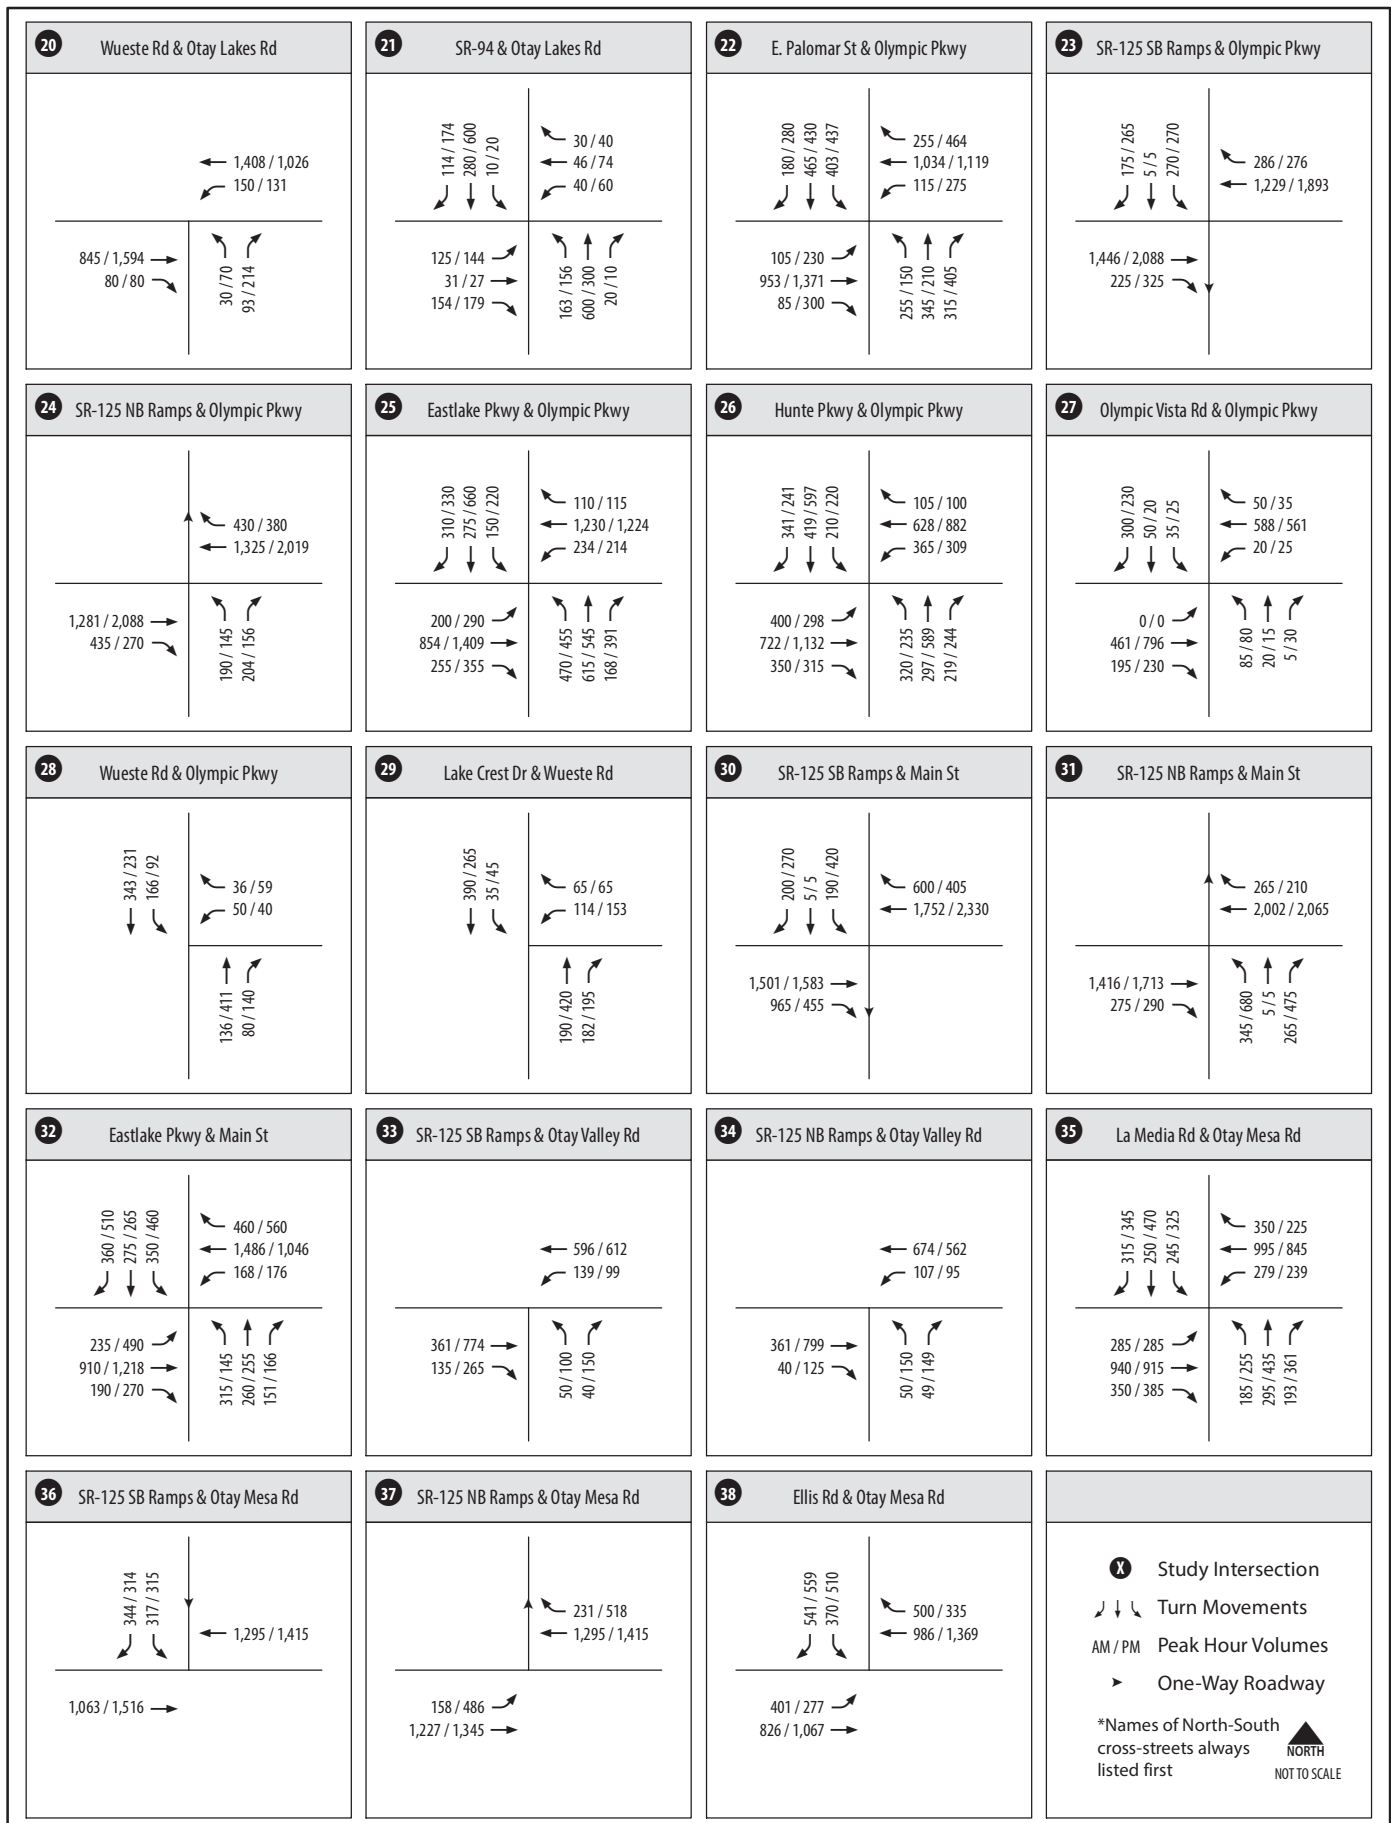 20 Wueste Rd & Otay Lakes Rd
1,408 / 1,026
150 / 131
845 / 1,594
80 / 80
30 / 70
93 / 214
21 SR-94 & Otay Lakes Rd
114 / 174
280 / 600
10 / 20
30 / 40
46 / 74
40 / 60
125 / 144
31 / 27
154 / 179
163 / 156
600 / 300
20 / 10
22 E. Palomar St & Olympic Pkwy
180 / 280
465 / 430
403 / 437
255 / 464
1,034 / 1,119
115 / 275
105 / 230
953 / 1,371
85 / 300
255 / 150
345 / 210
315 / 405
23 SR-125 SB Ramps & Olympic Pkwy
175 / 265
5 / 5
270 / 270
286 / 276
1,229 / 1,893
1,446 / 2,088
225 / 325
24 SR-125 NB Ramps & Olympic Pkwy
430 / 380
1,325 / 2,019
1,281 / 2,088
435 / 270
190 / 145
204 / 156
25 Eastlake Pkwy & Olympic Pkwy
310 / 330
275 / 660
150 / 220
110 / 115
1,230 / 1,224
234 / 214
200 / 290
854 / 1,409
255 / 355
470 / 455
615 / 545
168 / 391
26 Hunte Pkwy & Olympic Pkwy
341 / 241
419 / 597
210 / 220
105 / 100
628 / 882
365 / 309
400 / 298
722 / 1,132
350 / 315
320 / 235
297 / 589
219 / 244
27 Olympic Vista Rd & Olympic Pkwy
300 / 230
50 / 20
35 / 25
50 / 35
588 / 561
20 / 25
0 / 0
461 / 796
195 / 230
85 / 80
20 / 15
5 / 30
28 Wueste Rd & Olympic Pkwy
343 / 231
166 / 92
36 / 59
50 / 40
136 / 411
80 / 140
29 Lake Crest Dr & Wueste Rd
390 / 265
35 / 45
65 / 65
114 / 153
190 / 420
182 / 195
30 SR-125 SB Ramps & Main St
200 / 270
5 / 5
190 / 420
600 / 405
1,752 / 2,330
1,501 / 1,583
965 / 455
31 SR-125 NB Ramps & Main St
265 / 210
2,002 / 2,065
1,416 / 1,713
275 / 290
345 / 680
5 / 5
265 / 475
32 Eastlake Pkwy & Main St
360 / 510
275 / 265
350 / 460
460 / 560
1,486 / 1,046
168 / 176
235 / 490
910 / 1,218
190 / 270
315 / 145
260 / 255
151 / 166
33 SR-125 SB Ramps & Otay Valley Rd
596 / 612
139 / 99
361 / 774
135 / 265
50 / 100
40 / 150
34 SR-125 NB Ramps & Otay Valley Rd
674 / 562
107 / 95
361 / 799
40 / 125
50 / 150
49 / 149
35 La Media Rd & Otay Mesa Rd
315 / 345
250 / 470
245 / 325
350 / 225
995 / 845
279 / 239
285 / 285
940 / 915
350 / 385
185 / 255
295 / 435
193 / 361
36 SR-125 SB Ramps & Otay Mesa Rd
344 / 314
317 / 315
1,295 / 1,415
1,063 / 1,516
37 SR-125 NB Ramps & Otay Mesa Rd
231 / 518
1,295 / 1,415
158 / 486
1,227 / 1,345
38 Ellis Rd & Otay Mesa Rd
541 / 559
370 / 510
500 / 335
986 / 1,369
401 / 277
826 / 1,067
X Study Intersection
Turn Movements
AM / PM Peak Hour Volumes
One-Way Roadway
*Names of North-South
cross-streets always
listed first
NORTH
NOT TO SCALE